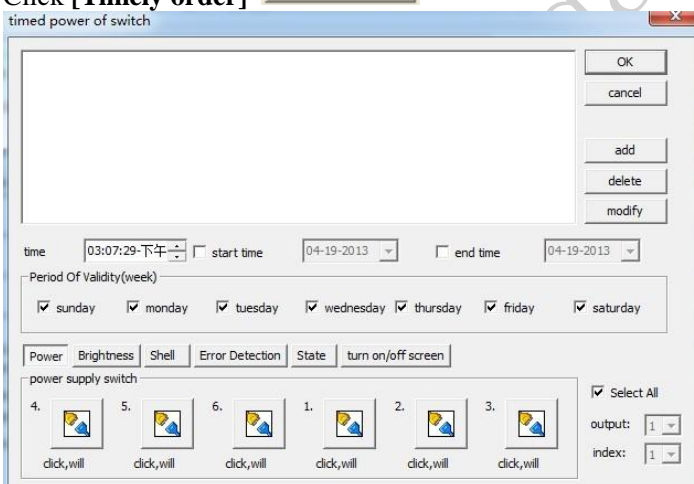 Click [Timely order]
timed power of switch
OK
cancel
add
delete
modify
time 03:07:29-下午 start time 04-19-2013 end time 04-19-2013
Period Of Validity(week)
sunday monday tuesday wednesday thursday friday saturday
Power Brightness Shell Error Detection State turn on/off screen
power supply switch
4. 5. 6. 1. 2. 3.
click,will click,will click,will click,will click,will click,will
Select All
output: 1
index: 1